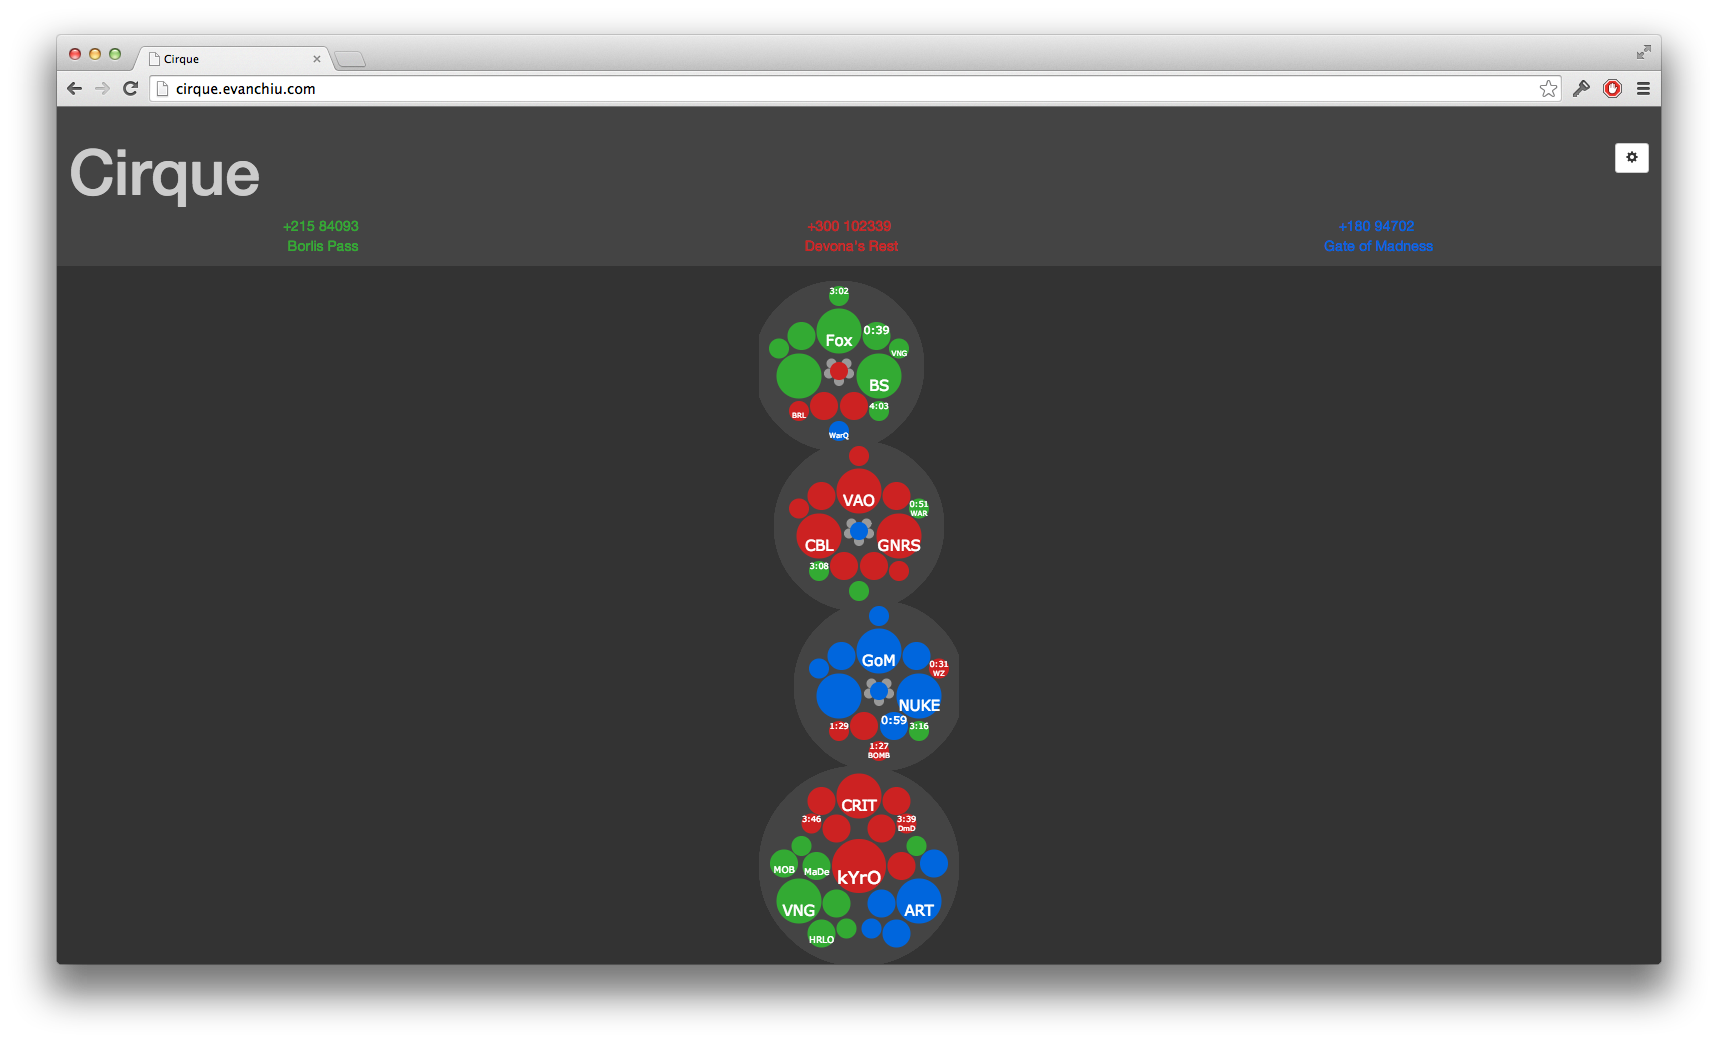 Cirque
cirque.evanchiu.com
Cirque
+215 84093
Borlis Pass
+300 102339
Devona's Rest
+180 94702
Gate of Madness
3:02
Fox
0:39
VNG
BS
BRL
4:03
WarQ
VAO
0:51
WAR
CBL
GNRS
3:08
GoM
0:31
WZ
NUKE
1:29
0:59
3:16
1:27
BOMB
CRIT
3:46
3:39
DmD
MOB
MaDe
kYrO
VNG
ART
HRLO